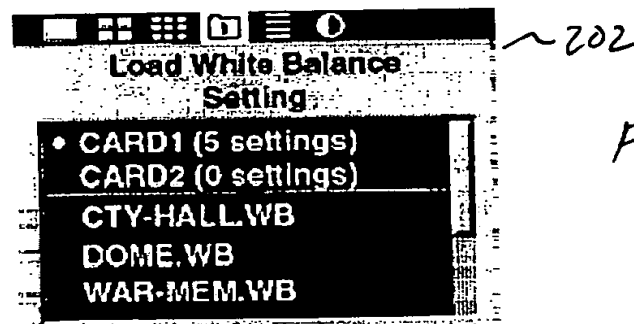 202
Load White Balance
Setting
• CARD1 (5 settings)
CARD2 (0 settings)
CTY-HALL.WB
DOME.WB
WAR-MEM.WB